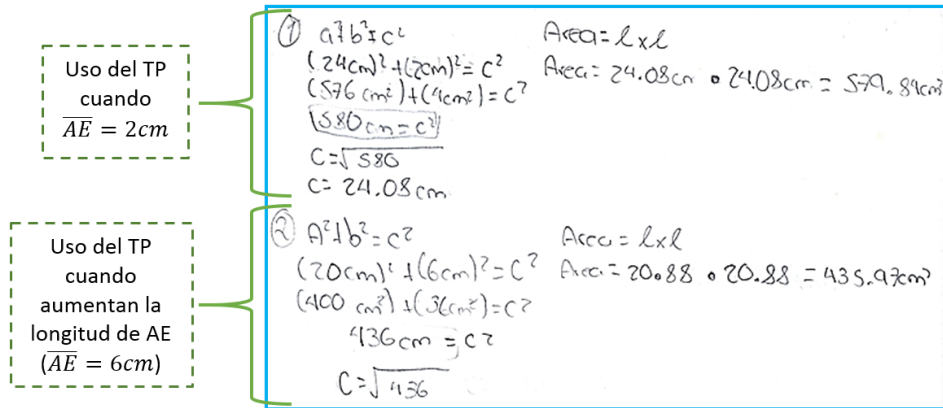 Uso del TP
cuando
AE = 2cm
① a²+b²=c²
(24cm)²+(2cm)²=c²
(576 cm²)+(4cm²)=c²
580cm=c²
C=√580
C= 24.08cm
Area=lxl
Area=24.08cm • 24.08cm=579.84cm²
Uso del TP
cuando
aumentan la
longitud de AE
(AE = 6cm)
② A²+b²=c²
(20cm)²+(6cm)²=C²
(400 cm²)+(36cm²)=C²
436cm=c²
C=√436
Area=lxl
Area=20.88 • 20.88 = 435.97cm²